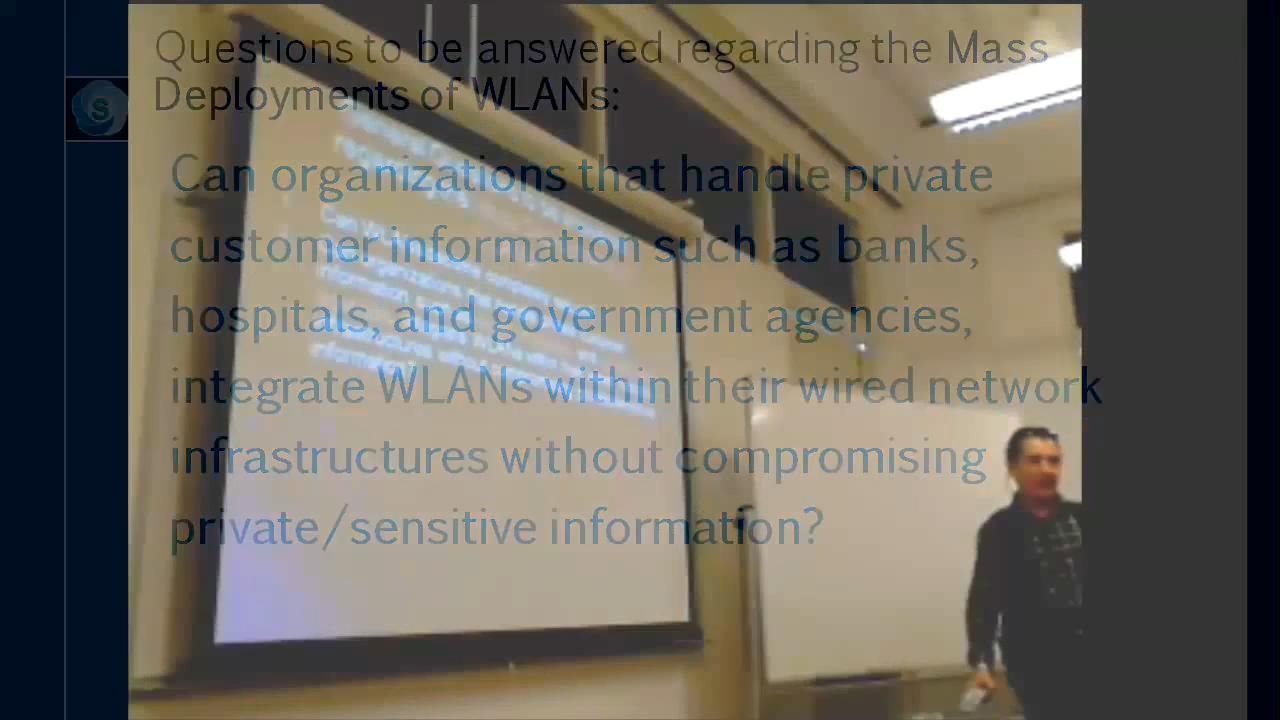 Questions to be answered regarding the Mass
Deployments of WLANs:
S
Can organizations that handle private
customer information such as banks,
hospitals, and government agencies,
integrate WLANs within their wired network
infrastructures without compromising
private/sensitive information?